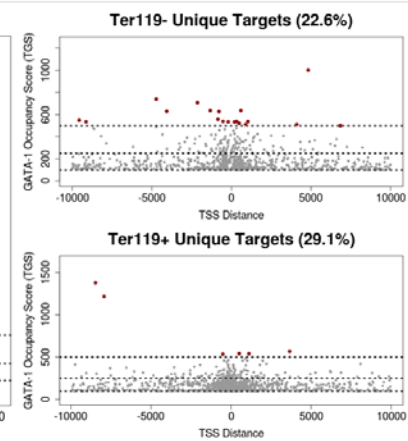 Ter119- Unique Targets (22.6%)
GATA-1 Occupancy Score (TGS)
1000
600
200
0
-10000 -5000 0 5000 10000
TSS Distance
Ter119+ Unique Targets (29.1%)
GATA-1 Occupancy Score (TGS)
1500
1000
500
0
0
-10000 -5000 0 5000 10000
TSS Distance